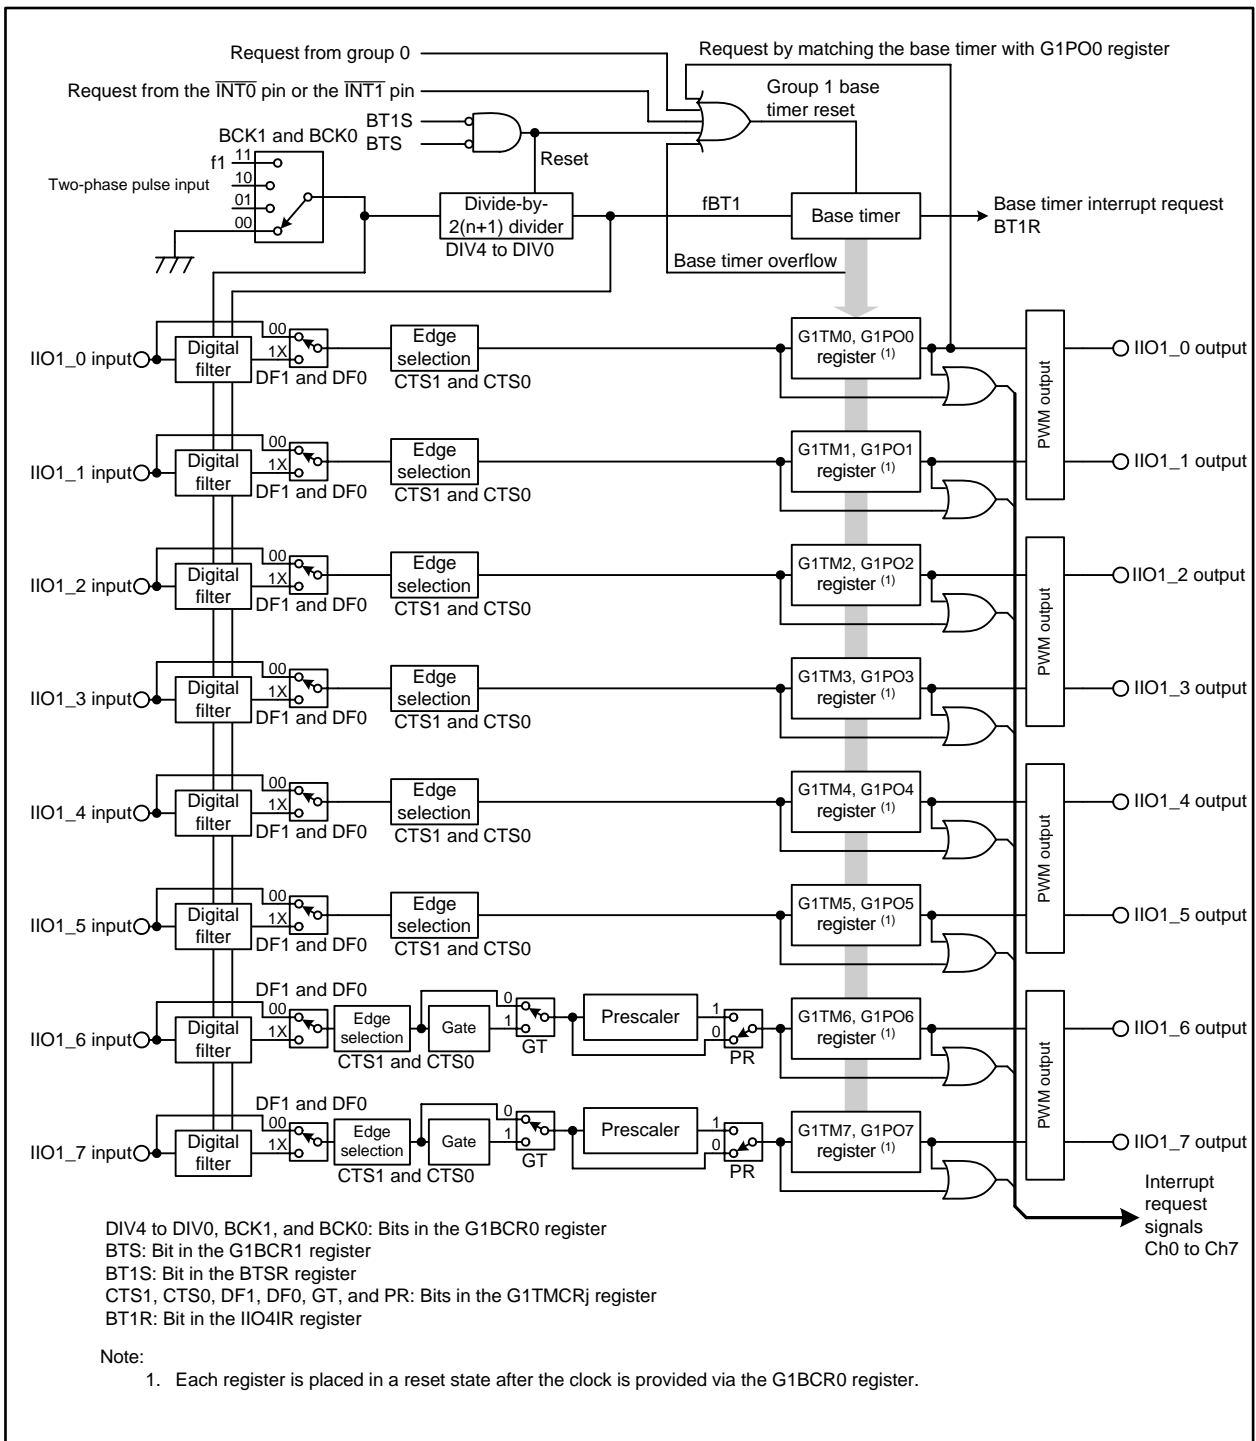 Request from group 0
Request by matching the base timer with G1PO0 register
Request from the INT0 pin or the INT1 pin
Group 1 base
timer reset
BT1S
BTS
BCK1 and BCK0
f1
11
Two-phase pulse input
10
01
00
Reset
Divide-by-
2(n+1) divider
DIV4 to DIV0
fBT1
Base timer
Base timer interrupt request
BT1R
Base timer overflow
IIO1_0 input
Digital
filter
00
1X
DF1 and DF0
Edge
selection
CTS1 and CTS0
G1TM0, G1PO0
register (1)
PWM output
IIO1_0 output
IIO1_1 input
Digital
filter
00
1X
DF1 and DF0
Edge
selection
CTS1 and CTS0
G1TM1, G1PO1
register (1)
IIO1_1 output
IIO1_2 input
Digital
filter
00
1X
DF1 and DF0
Edge
selection
CTS1 and CTS0
G1TM2, G1PO2
register (1)
PWM output
IIO1_2 output
IIO1_3 input
Digital
filter
00
1X
DF1 and DF0
Edge
selection
CTS1 and CTS0
G1TM3, G1PO3
register (1)
IIO1_3 output
IIO1_4 input
Digital
filter
00
1X
DF1 and DF0
Edge
selection
CTS1 and CTS0
G1TM4, G1PO4
register (1)
PWM output
IIO1_4 output
IIO1_5 input
Digital
filter
00
1X
DF1 and DF0
Edge
selection
CTS1 and CTS0
G1TM5, G1PO5
register (1)
IIO1_5 output
IIO1_6 input
Digital
filter
DF1 and DF0
00
1X
Edge
selection
CTS1 and CTS0
Gate
0
1
GT
Prescaler
1
0
PR
G1TM6, G1PO6
register (1)
PWM output
IIO1_6 output
IIO1_7 input
Digital
filter
DF1 and DF0
00
1X
Edge
selection
CTS1 and CTS0
Gate
0
1
GT
Prescaler
1
0
PR
G1TM7, G1PO7
register (1)
IIO1_7 output
Interrupt
request
signals
Ch0 to Ch7
DIV4 to DIV0, BCK1, and BCK0: Bits in the G1BCR0 register
BTS: Bit in the G1BCR1 register
BT1S: Bit in the BTSR register
CTS1, CTS0, DF1, DF0, GT, and PR: Bits in the G1TMCRj register
BT1R: Bit in the IIO4IR register
Note:
1. Each register is placed in a reset state after the clock is provided via the G1BCR0 register.